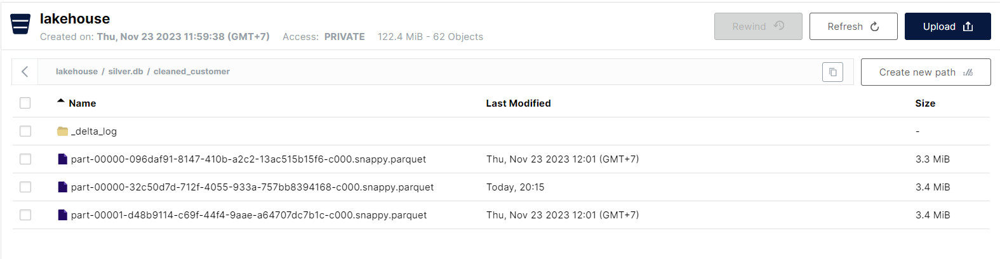 lakehouse
Created on: Thu, Nov 23 2023 11:59:38 (GMT+7) Access: PRIVATE 122.4 MiB - 62 Objects
Rewind Refresh Upload
lakehouse / silver.db / cleaned_customer
Create new path
Name Last Modified Size
_delta_log -
part-00000-096daf91-8147-410b-a2c2-13ac515b15f6-c000.snappy.parquet Thu, Nov 23 2023 12:01 (GMT+7) 3.3 MiB
part-00000-32c50d7d-712f-4055-933a-757bb8394168-c000.snappy.parquet Today, 20:15 3.4 MiB
part-00001-d48b9114-c69f-44f4-9aae-a64707dc7b1c-c000.snappy.parquet Thu, Nov 23 2023 12:01 (GMT+7) 3.4 MiB